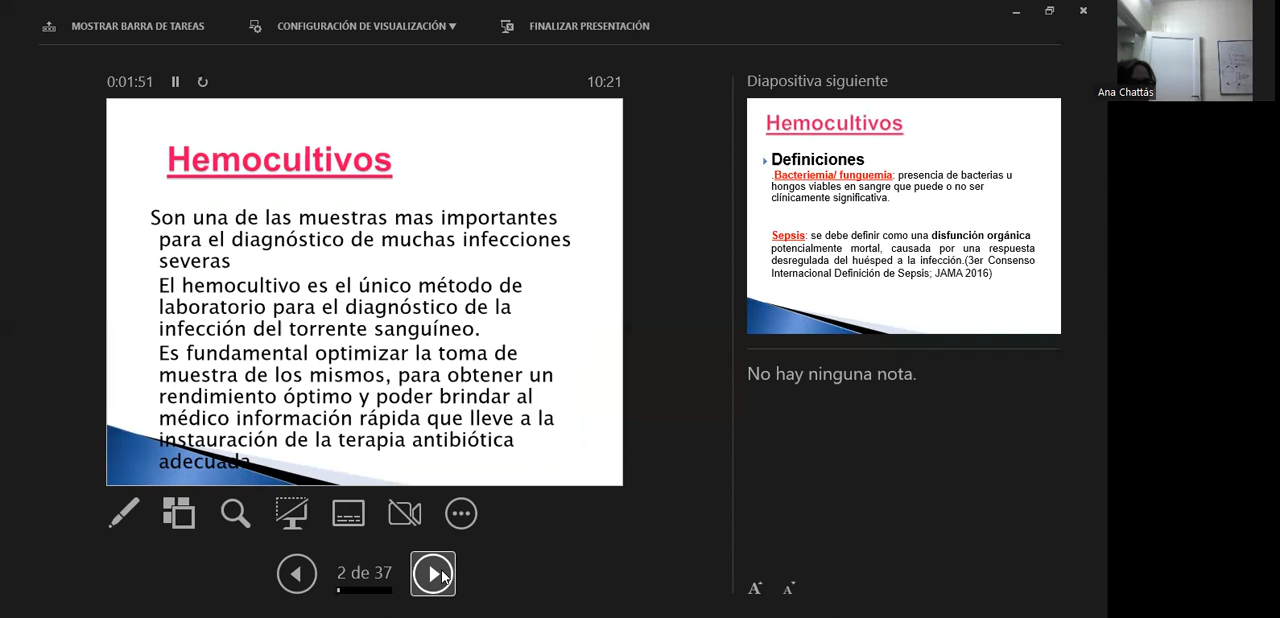 MOSTRAR BARRA DE TAREAS
CONFIGURACIÓN DE VISUALIZACIÓN
FINALIZAR PRESENTACIÓN
0:01:51
10:21
Hemocultivos
Son una de las muestras mas importantes
para el diagnóstico de muchas infecciones
severas
El hemocultivo es el único método de
laboratorio para el diagnóstico de la
infección del torrente sanguíneo.
Es fundamental optimizar la toma de
muestra de los mismos, para obtener un
rendimiento óptimo y poder brindar al
médico información rápida que lleve a la
instauración de la terapia antibiótica
adecuada
2 de 37
Diapositiva siguiente
Hemocultivos
Definiciones
.Bacteriemia/ funguemia: presencia de bacterias u
hongos viables en sangre que puede o no ser
clínicamente significativa.
Sepsis: se debe definir como una disfunción orgánica
potencialmente mortal, causada por una respuesta
desregulada del huésped a la infección.(3er Consenso
Internacional Definición de Sepsis; JAMA 2016)
No hay ninguna nota.
A A
Ana Chattás